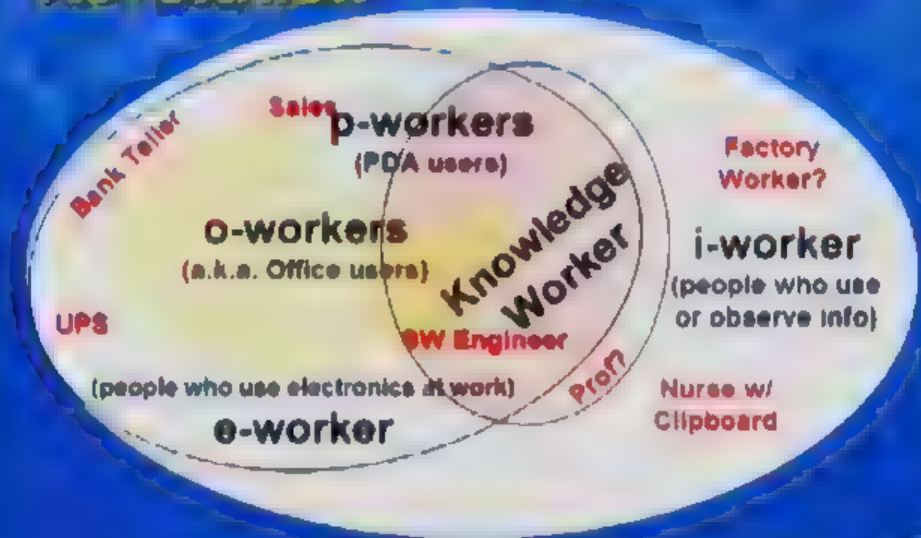 Sales
p-workers
(PDA users)
Bank Teller
Factory
Worker?
o-workers
(a.k.a. Office users)
Knowledge
Worker
i-worker
(people who use
or observe info)
UPS
SW Engineer
Prof?
(people who use electronics at work)
e-worker
Nurse w/
Clipboard